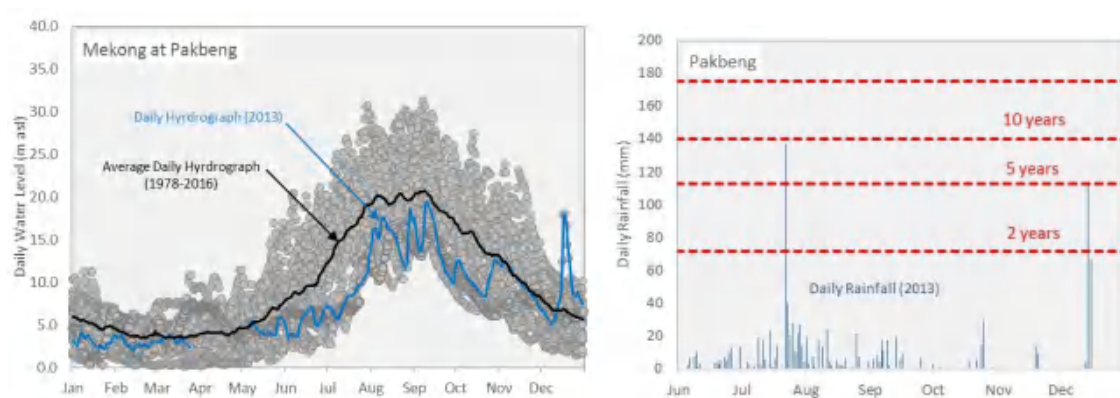 Mekong at Pakbeng
Daily Hyrdrograph (2013)
Average Daily Hyrdrograph
(1978-2016)
Daily Water Level (m asl)
40.0
35.0
30.0
25.0
20.0
15.0
10.0
5.0
0.0
Jan Feb Mar Apr May Jun Jul Aug Sep Oct Nov Dec
Pakbeng
10 years
5 years
2 years
Daily Rainfall (2013)
Daily Rainfall (mm)
200
180
160
140
120
100
80
60
40
20
0
Jun Jul Aug Sep Oct Nov Dec